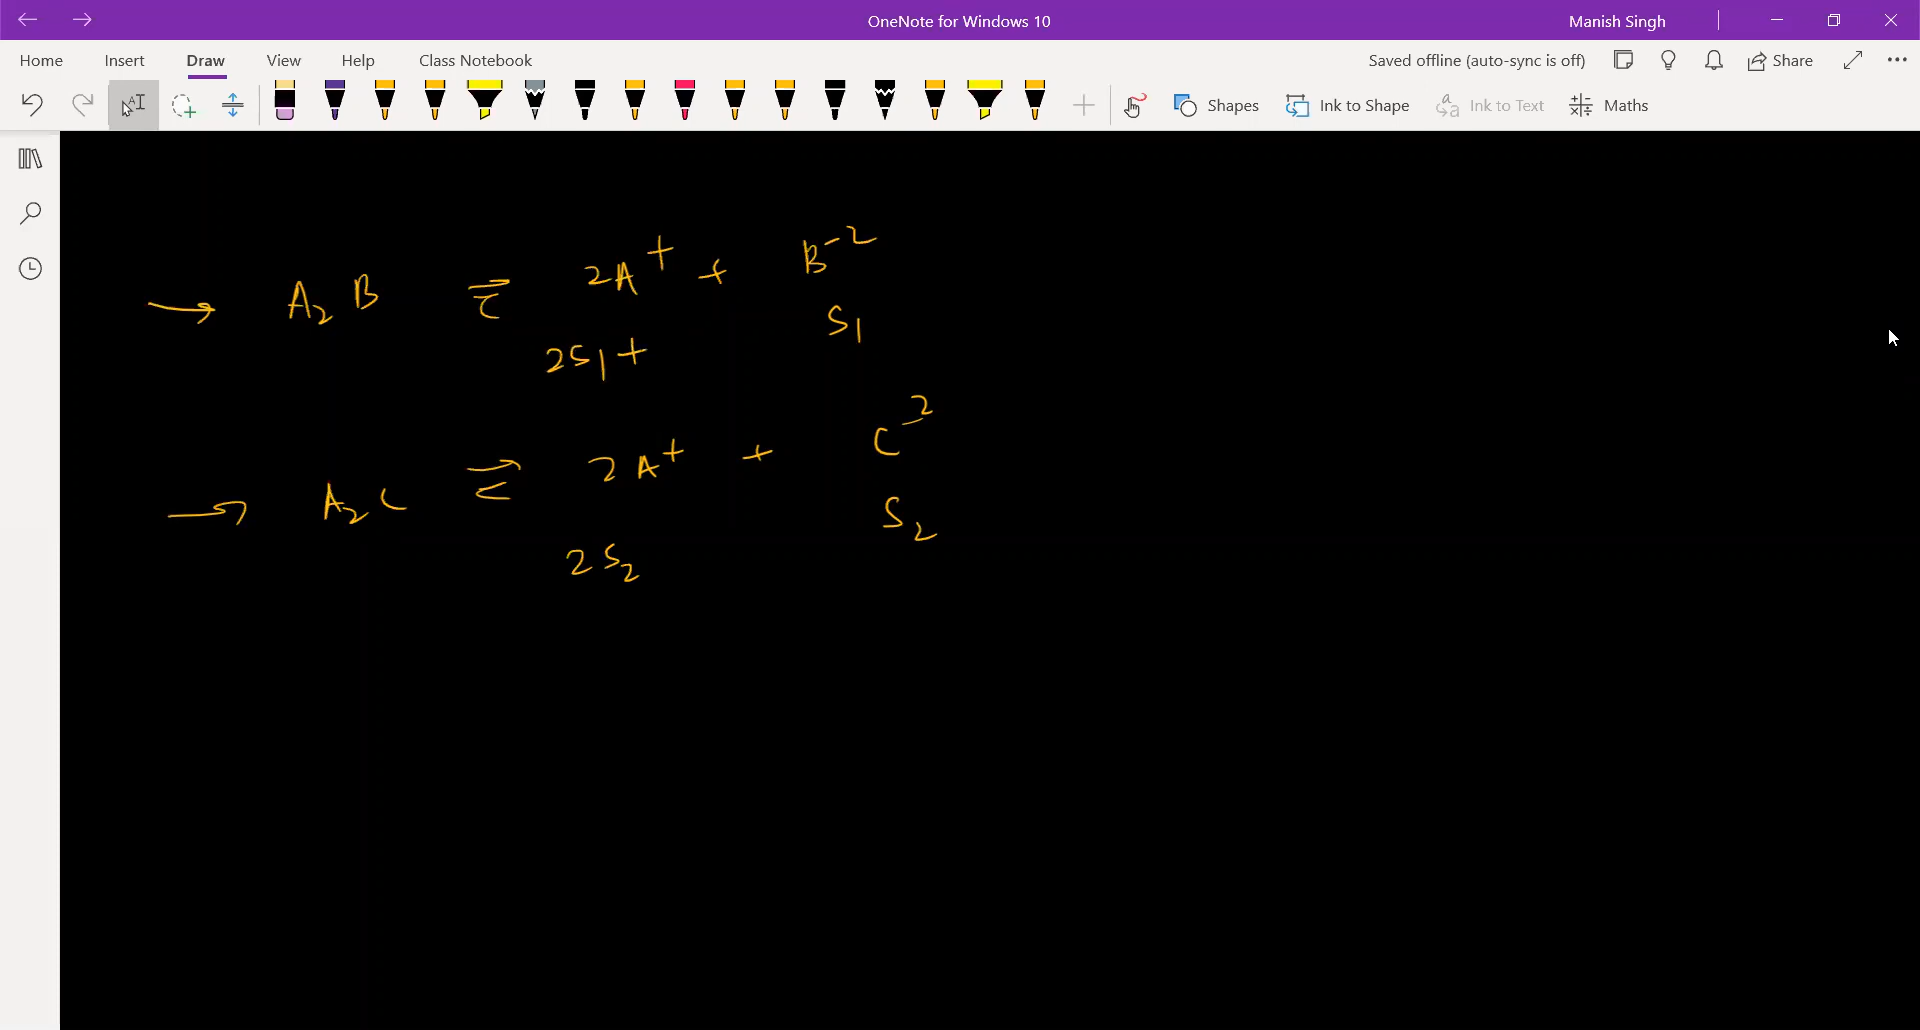 OneNote for Windows 10
Manish Singh
Home Insert Draw View Help Class Notebook
Saved offline (auto-sync is off) Share
Shapes Ink to Shape Ink to Text Maths
→ A₂B ⇌ 2A⁺ + B⁻²
2S₁+ S₁
→ A₂C ⇌ 2A⁺ + C⁻²
2S₂ S₂